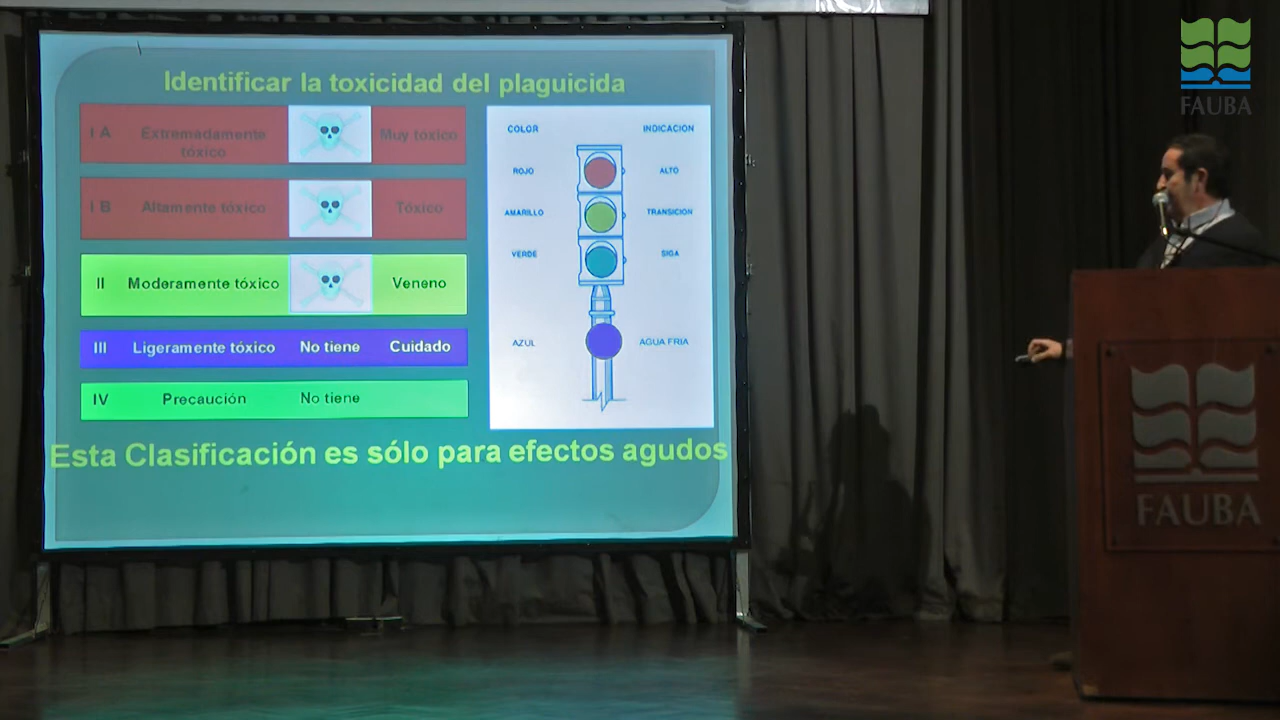 Identificar la toxicidad del plaguicida
I A Extremadamente tóxico Muy tóxico
I B Altamente tóxico Tóxico
II Moderamente tóxico Veneno
III Ligeramente tóxico No tiene Cuidado
IV Precaución No tiene
COLOR INDICACION
ROJO ALTO
AMARILLO TRANSICIÓN
VERDE SIGA
AZUL AGUA FRIA
Esta Clasificación es sólo para efectos agudos
FAUBA
FAUBA